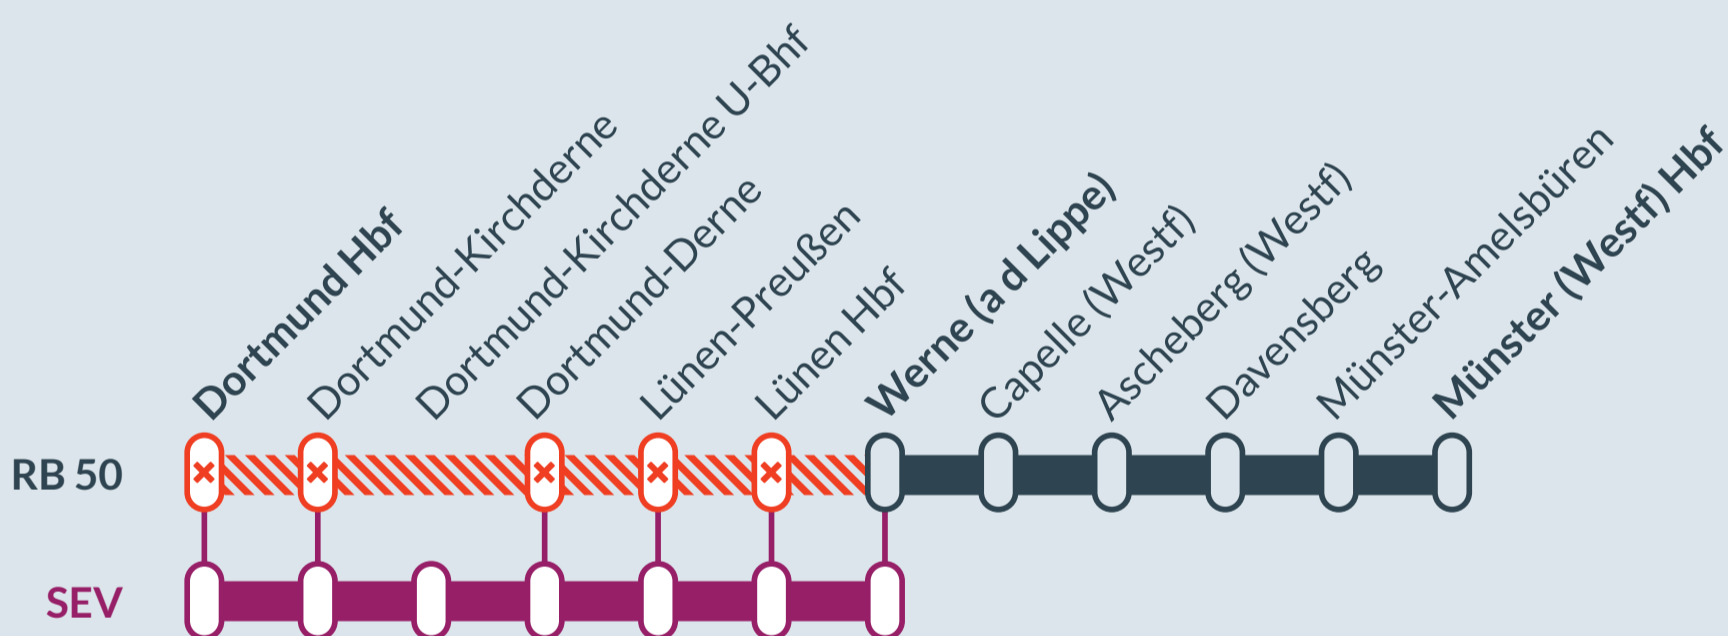 Dortmund Hbf
Dortmund-Kirchderne
Dortmund-Kirchderne U-Bhf
Dortmund-Derne
Lünen-Preußen
Lünen Hbf
Werne (a d Lippe)
Capelle (Westf)
Ascheberg (Westf)
Davensberg
Münster-Amelsbüren
Münster (Westf) Hbf
RB 50
SEV